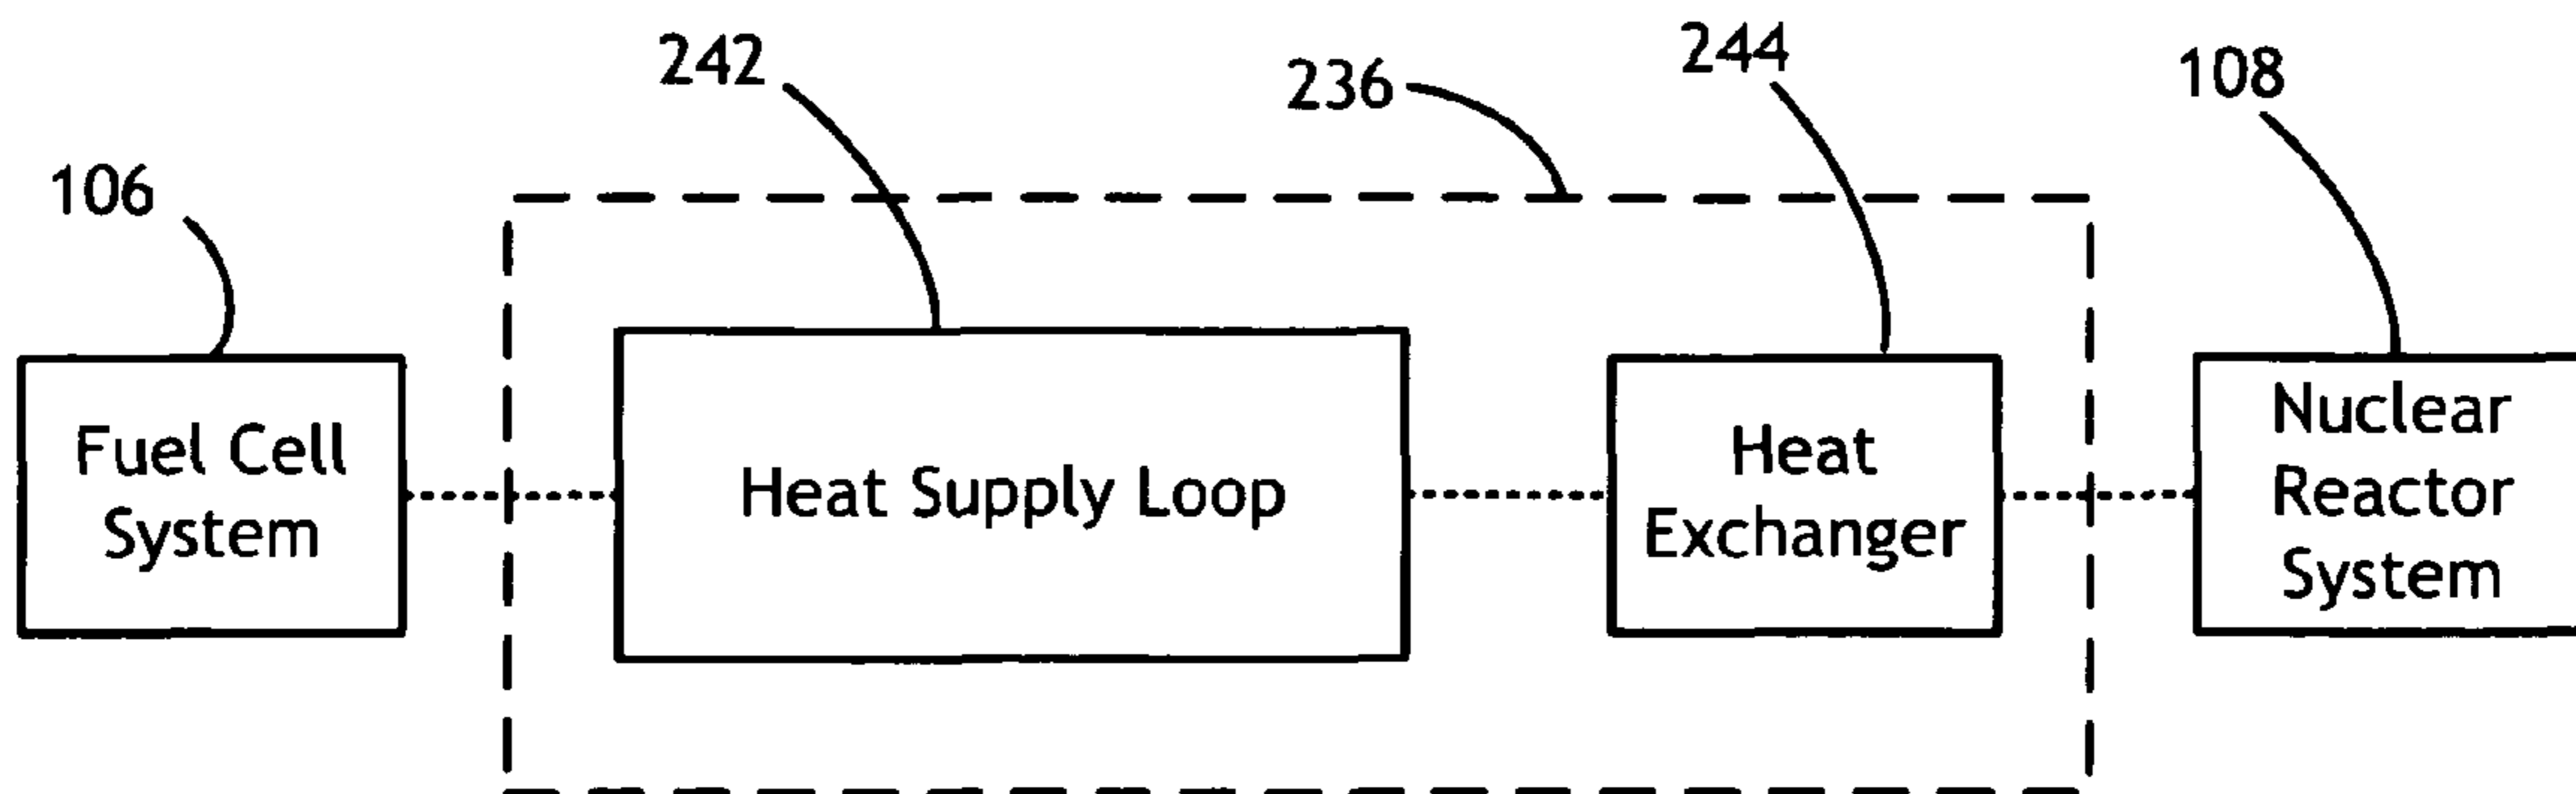 106
242
236
244
108
Fuel Cell
System
Heat Supply Loop
Heat
Exchanger
Nuclear
Reactor
System